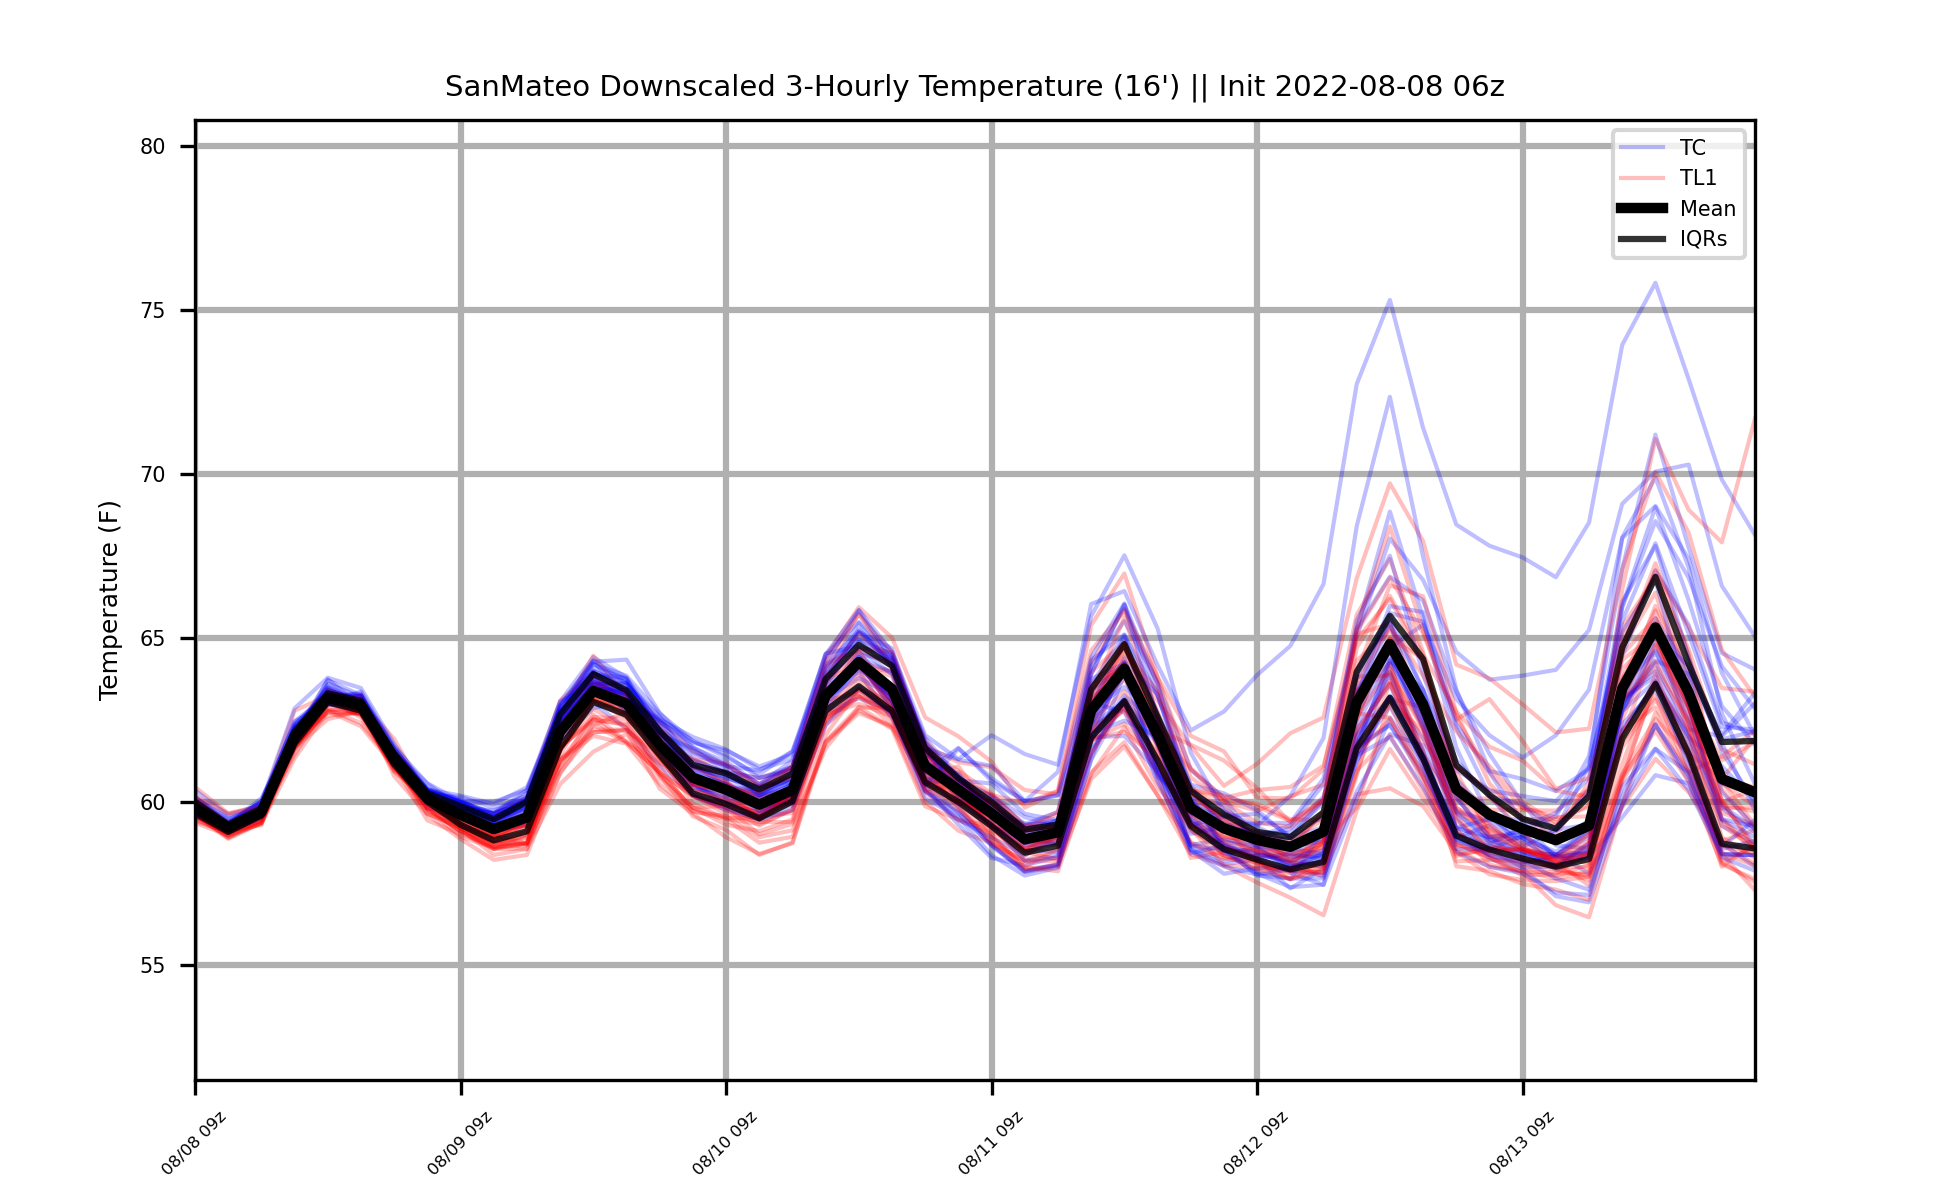 SanMateo Downscaled 3-Hourly Temperature (16') || Init 2022-08-08 06z
TC
TL1
Mean
IQRs
Temperature (F)
80
75
70
65
60
55
08/08 09z
08/09 09z
08/10 09z
08/11 09z
08/12 09z
08/13 09z